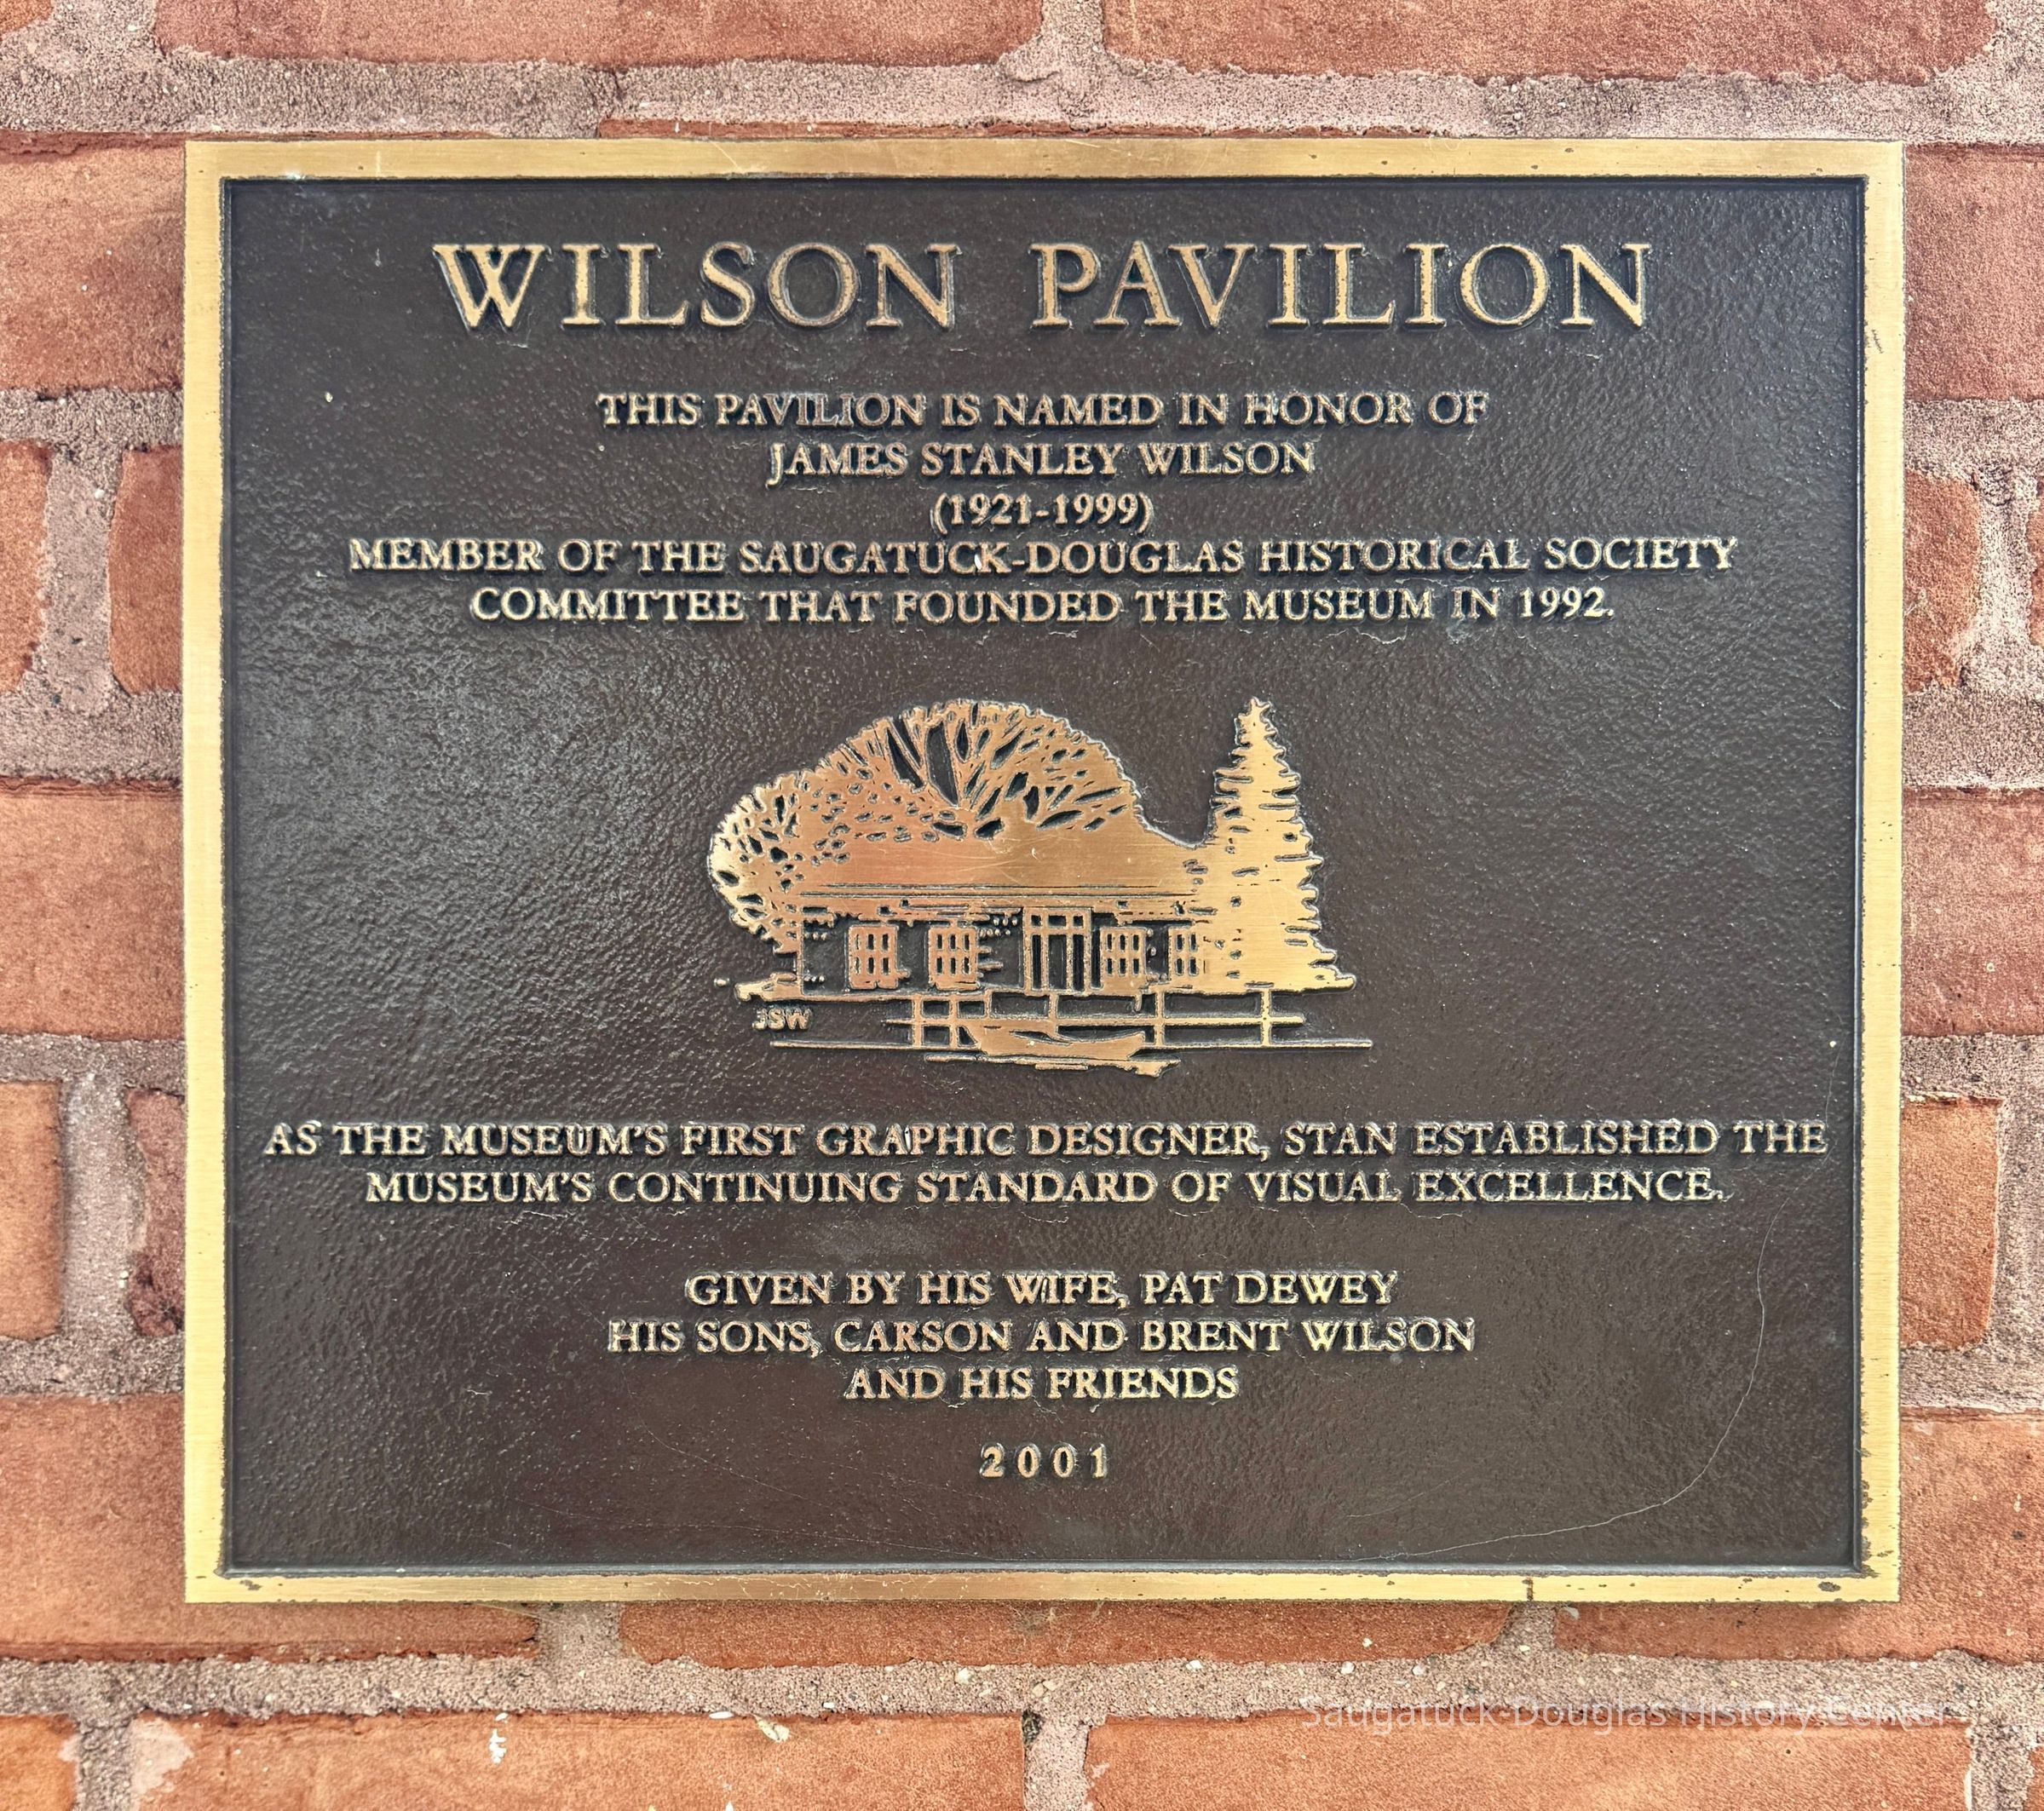 WILSON PAVILION
THIS PAVILION IS NAMED IN HONOR OF
JAMES STANLEY WILSON
(1921-1999)
MEMBER OF THE SAUGATUCK-DOUGLAS HISTORICAL SOCIETY
COMMITTEE THAT FOUNDED THE MUSEUM IN 1992.
JSW
AS THE MUSEUM'S FIRST GRAPHIC DESIGNER, STAN ESTABLISHED THE
MUSEUM'S CONTINUING STANDARD OF VISUAL EXCELLENCE.
GIVEN BY HIS WIFE, PAT DEWEY
HIS SONS, CARSON AND BRENT WILSON
AND HIS FRIENDS
2001
Saugatuck-Douglas History Center